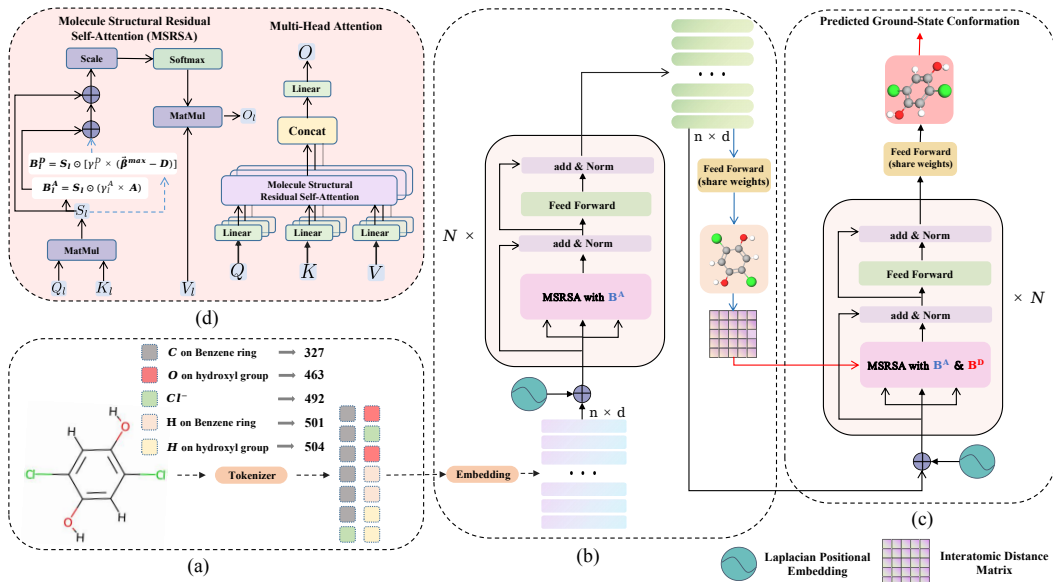 Molecule Structural Residual
Self-Attention (MSRSA)
Scale
Softmax
MatMul
O_l
B_l^D = S_l ⊙ [γ_l^D × (β⃗^max − D)]
B_l^A = S_l ⊙ (γ_l^A × A)
S_l
MatMul
Q_l
K_l
V_l
Multi-Head Attention
O
Linear
Concat
Molecule Structural
Residual Self-Attention
Linear
Linear
Linear
Q
K
V
(d)
C on Benzene ring
327
O on hydroxyl group
463
Cl⁻
492
H on Benzene ring
501
H on hydroxyl group
504
H
O
Cl
Cl
H
H
O
H
Tokenizer
(a)
Embedding
N ×
add & Norm
Feed Forward
add & Norm
MSRSA with B^A
n × d
n × d
Feed Forward
(share weights)
(b)
Predicted Ground-State Conformation
Feed Forward
(share weights)
add & Norm
Feed Forward
add & Norm
MSRSA with B^A & B^D
× N
(c)
Laplacian Positional
Embedding
Interatomic Distance
Matrix